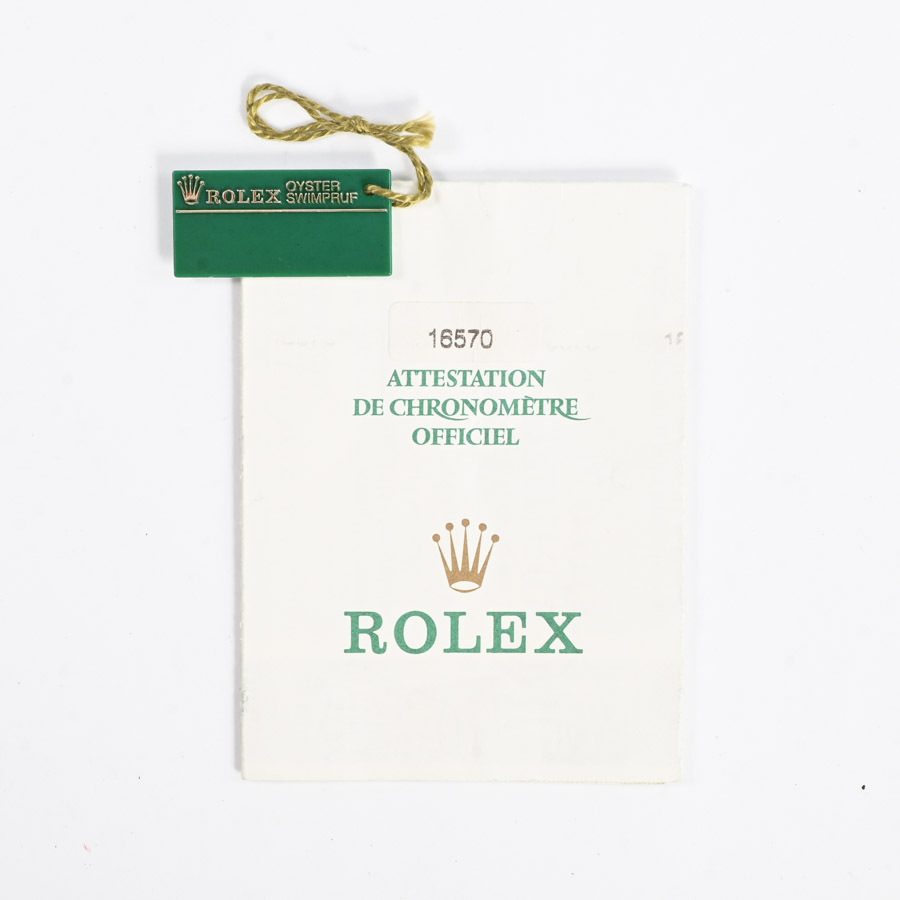 ROLEX OYSTER
SWIMPRUF
16570
ATTESTATION
DE CHRONOMÈTRE
OFFICIEL
ROLEX